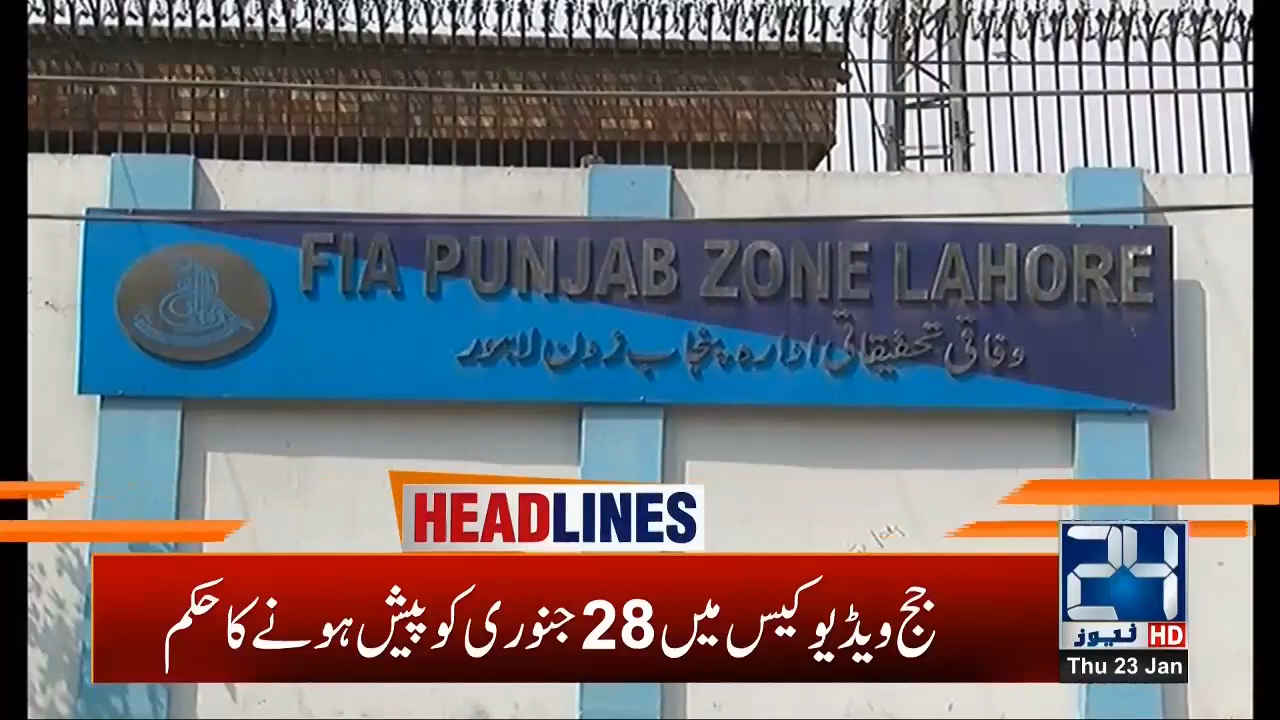 FIA PUNJAB ZONE LAHORE
وفاقی تحقیقاتی ادارہ پنجاب زون لاہور
HEADLINES
جج ویڈیو کیس میں 28 جنوری کو پیش ہونے کا حکم
24
نیوز HD
Thu 23 Jan